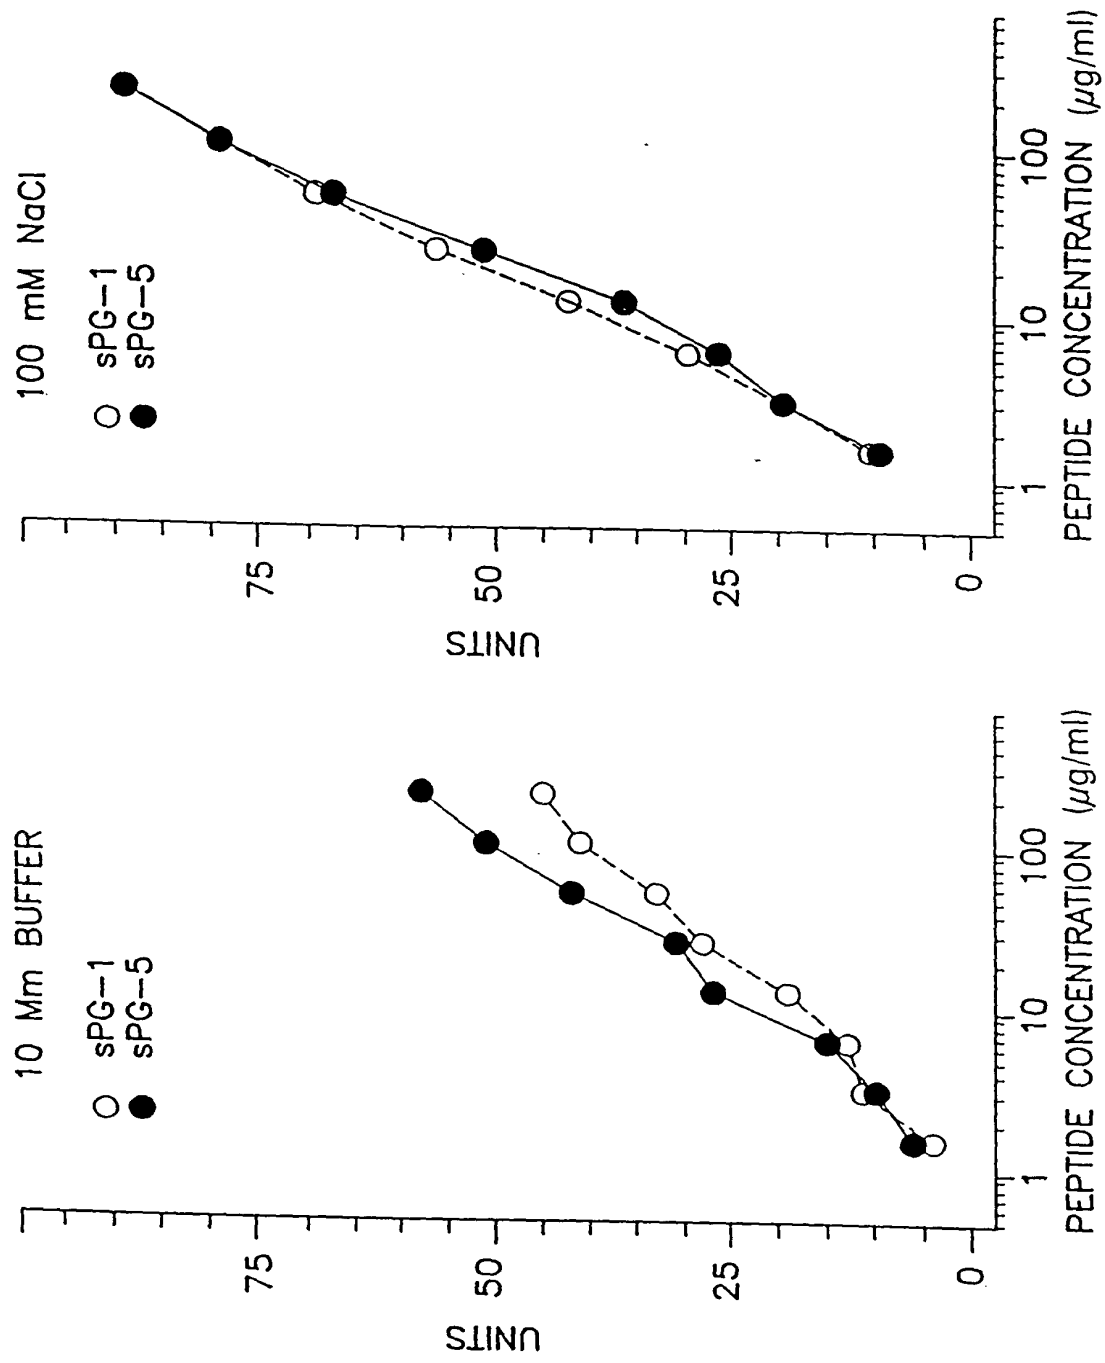 10 Mm BUFFER
sPG-1
sPG-5
UNITS
75
50
25
0
1
10
100
PEPTIDE CONCENTRATION (µg/ml)
100 mM NaCl
sPG-1
sPG-5
UNITS
75
50
25
0
1
10
100
PEPTIDE CONCENTRATION (µg/ml)